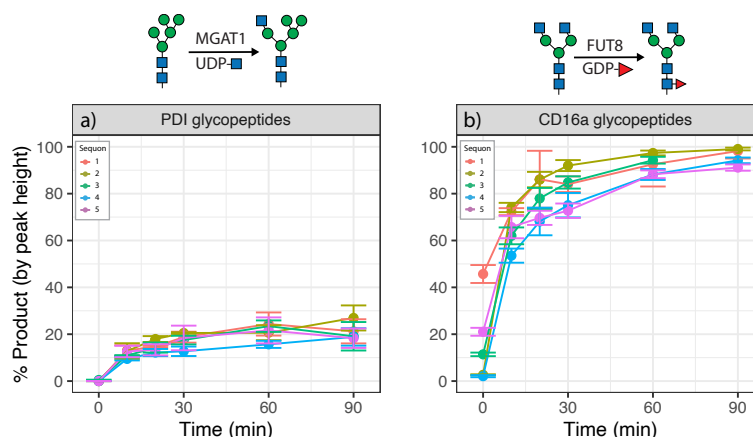 MGAT1
UDP-
FUT8
GDP-
a) PDI glycopeptides
b) CD16a glycopeptides
% Product (by peak height)
100
80
60
40
20
0
Sequon
1
2
3
4
5
0 30 60 90
Time (min)
100
80
60
40
20
0
Sequon
1
2
3
4
5
0 30 60 90
Time (min)